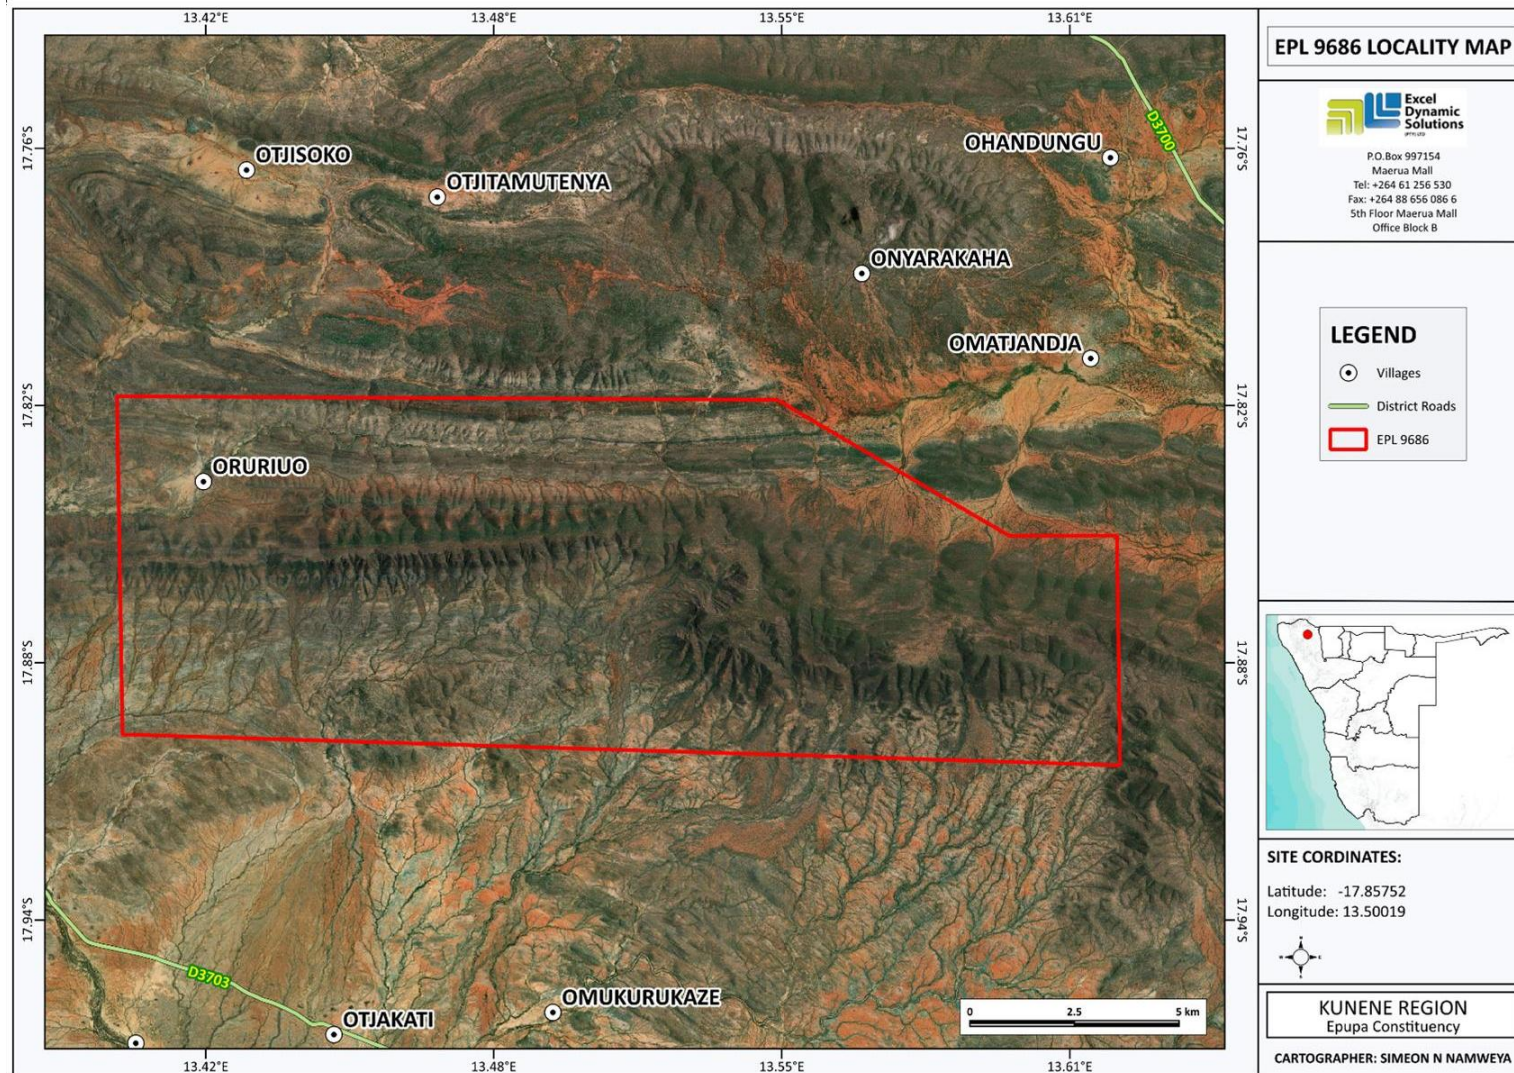 13.42°E
13.48°E
13.55°E
13.61°E
17.76°S
17.82°S
17.88°S
17.94°S
OTJISOKO
OTJITAMUTENYA
OHANDUNGU
D3700
ONYARAKAHA
OMATJANDJA
ORURIUO
D3703
OTJAKATI
OMUKURUKAZE
0 2.5 5 km
17.76°S
17.82°S
17.88°S
17.94°S
13.42°E
13.48°E
13.55°E
13.61°E
EPL 9686 LOCALITY MAP
Excel
Dynamic
Solutions
(PTY) LTD
P.O.Box 997154
Maerua Mall
Tel: +264 61 256 530
Fax: +264 88 656 086 6
5th Floor Maerua Mall
Office Block B
LEGEND
Villages
District Roads
EPL 9686
SITE CORDINATES:
Latitude: -17.85752
Longitude: 13.50019
KUNENE REGION
Epupa Constituency
CARTOGRAPHER: SIMEON N NAMWEYA